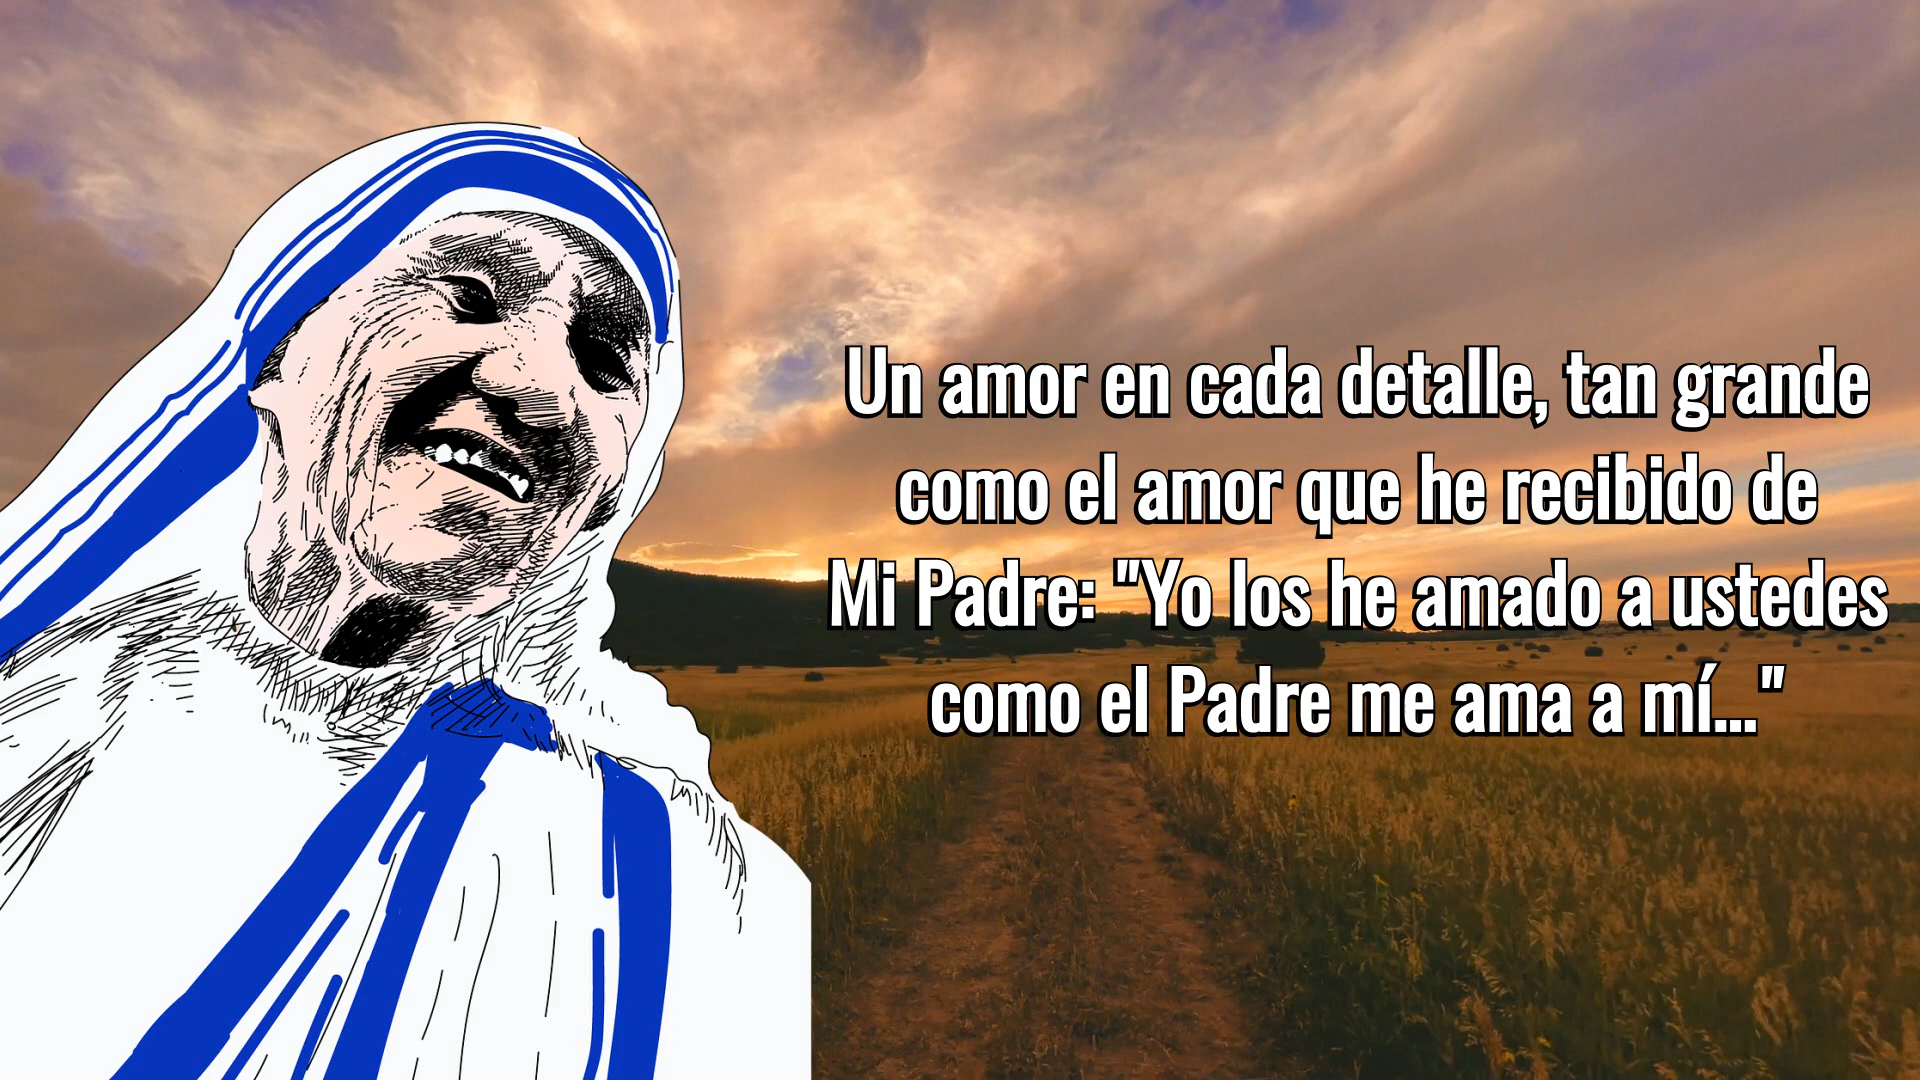 Un amor en cada detalle, tan grande
como el amor que he recibido de
Mi Padre: "Yo los he amado a ustedes
como el Padre me ama a mí..."